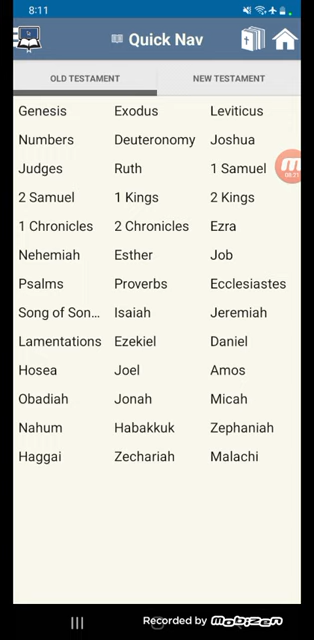 8:11
Quick Nav
OLD TESTAMENT NEW TESTAMENT
Genesis Exodus Leviticus
Numbers Deuteronomy Joshua
Judges Ruth 1 Samuel
2 Samuel 1 Kings 2 Kings
1 Chronicles 2 Chronicles Ezra
Nehemiah Esther Job
Psalms Proverbs Ecclesiastes
Song of Son... Isaiah Jeremiah
Lamentations Ezekiel Daniel
Hosea Joel Amos
Obadiah Jonah Micah
Nahum Habakkuk Zephaniah
Haggai Zechariah Malachi
Recorded by mobizen